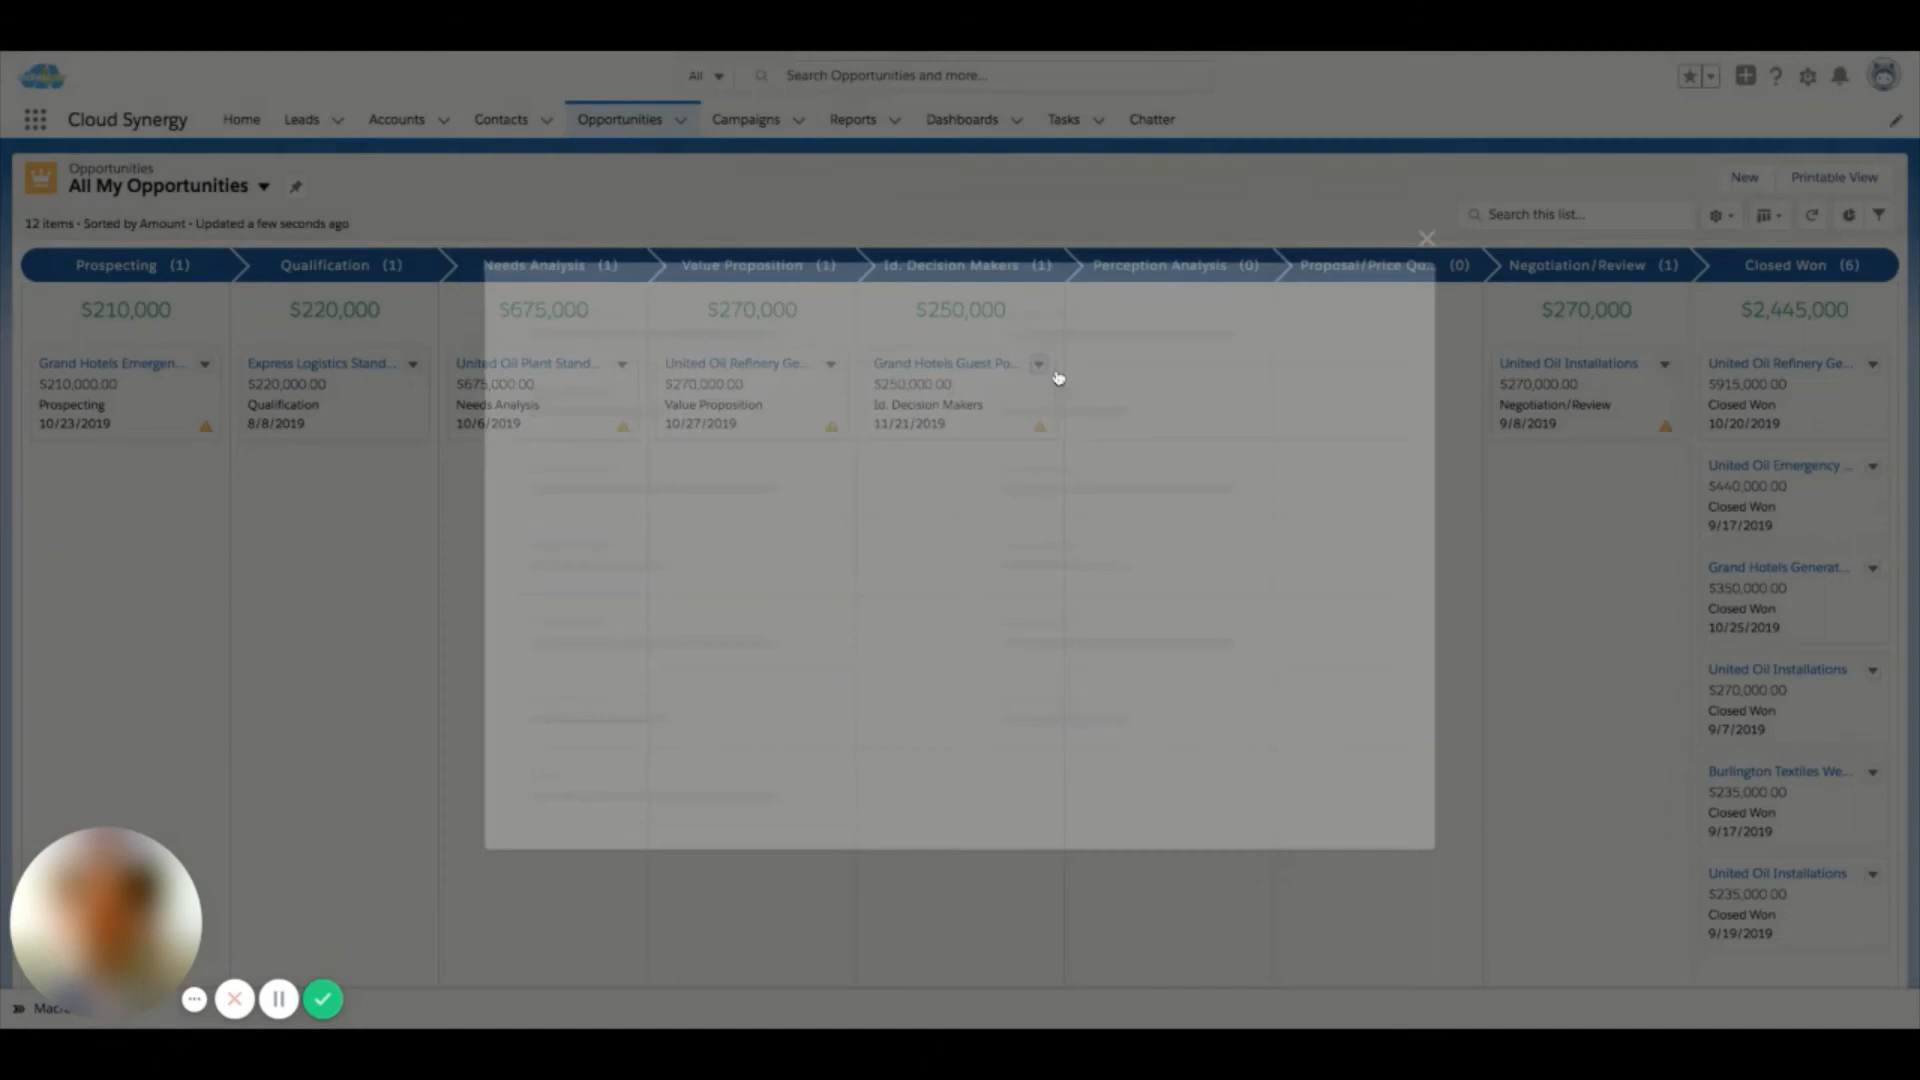 All
Search Opportunities and more...
Cloud Synergy
Home
Leads
Accounts
Contacts
Opportunities
Campaigns
Reports
Dashboards
Tasks
Chatter
Opportunities
All My Opportunities
New
Printable View
12 items • Sorted by Amount • Updated a few seconds ago
Search this list...
Prospecting (1)
Qualification (1)
Needs Analysis (1)
Value Proposition (1)
Id. Decision Makers (1)
Perception Analysis (0)
Proposal/Price Qu... (0)
Negotiation/Review (1)
Closed Won (6)
$210,000
$220,000
$675,000
$270,000
$250,000
$270,000
$2,445,000
Grand Hotels Emergen...
$210,000.00
Prospecting
10/23/2019
Express Logistics Stand...
$220,000.00
Qualification
8/8/2019
United Oil Plant Stand...
$675,000.00
Needs Analysis
10/6/2019
United Oil Refinery Ge...
$270,000.00
Value Proposition
10/27/2019
Grand Hotels Guest Po...
$250,000.00
Id. Decision Makers
11/21/2019
United Oil Installations
$270,000.00
Negotiation/Review
9/8/2019
United Oil Refinery Ge...
$915,000.00
Closed Won
10/20/2019
United Oil Emergency ...
$440,000.00
Closed Won
9/17/2019
Grand Hotels Generat...
$350,000.00
Closed Won
10/25/2019
United Oil Installations
$270,000.00
Closed Won
9/7/2019
Burlington Textiles We...
$235,000.00
Closed Won
9/17/2019
United Oil Installations
$235,000.00
Closed Won
9/19/2019